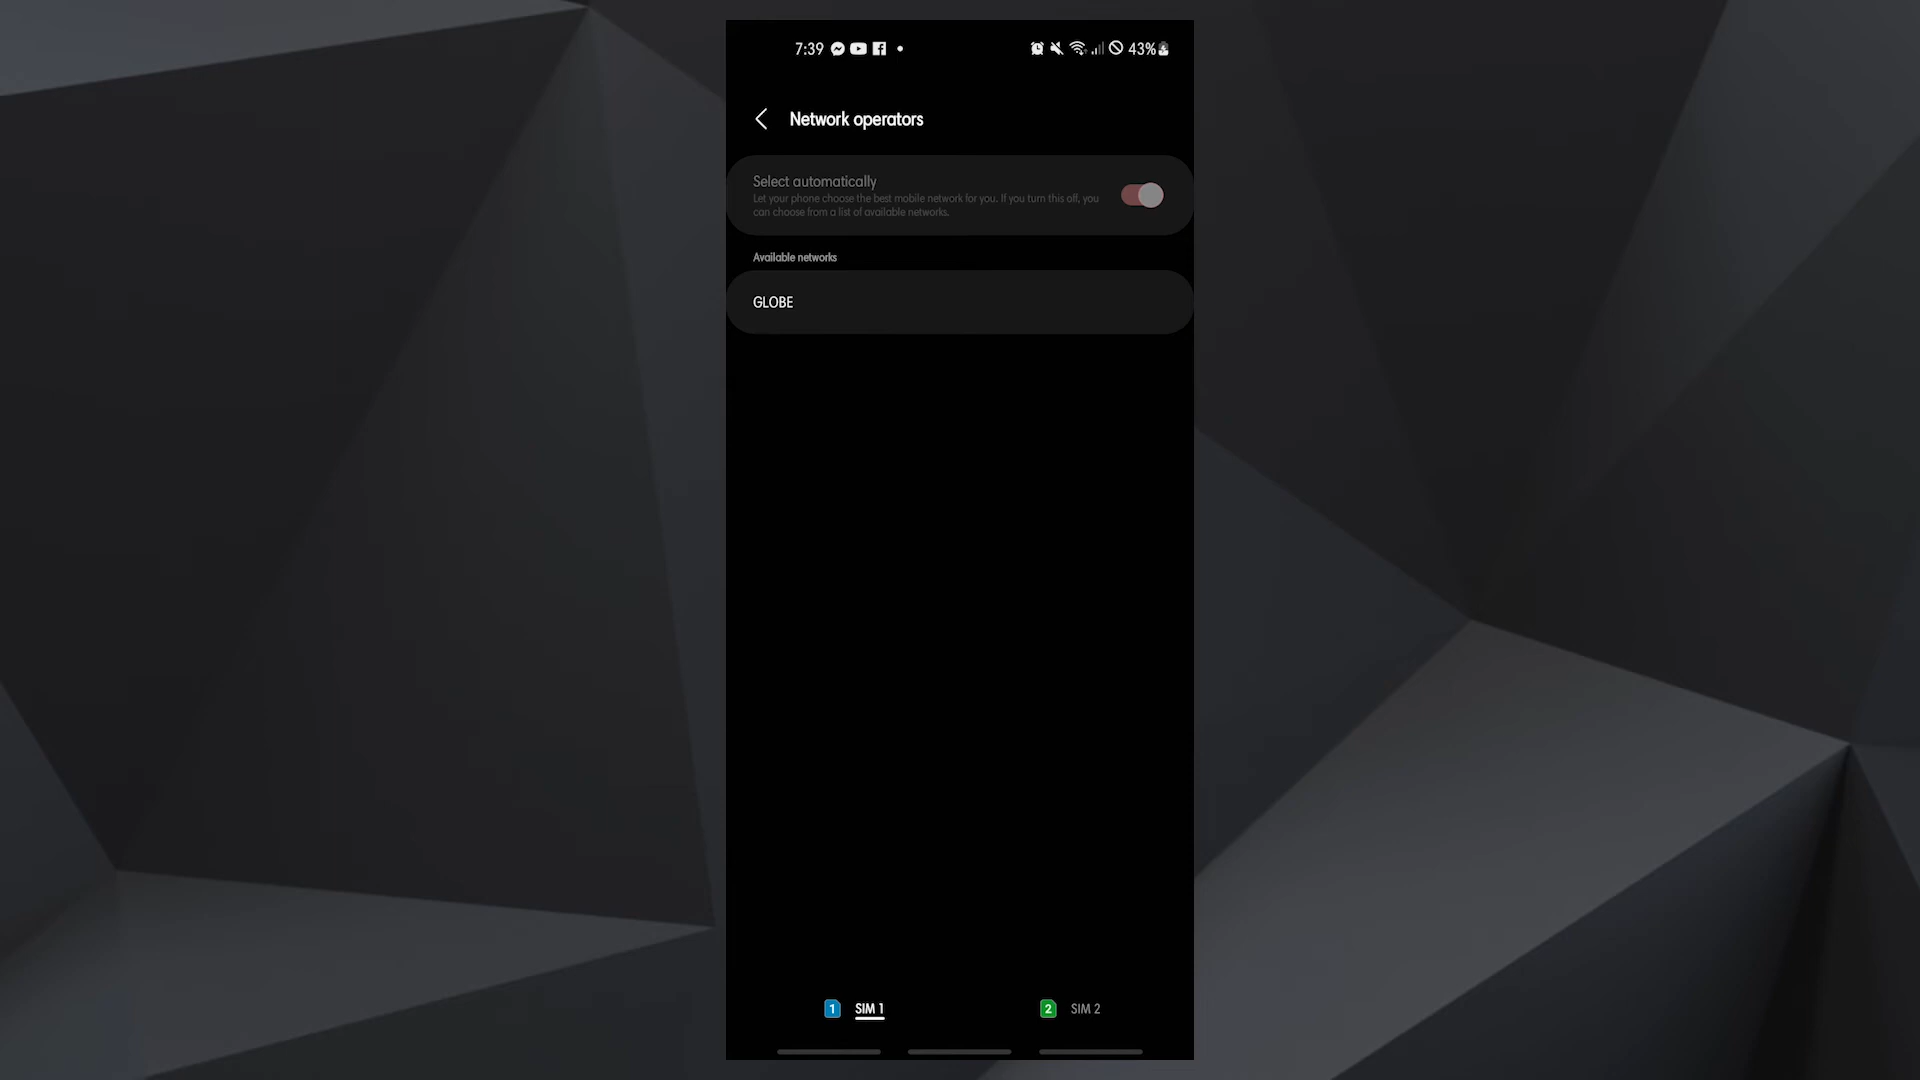 7:39 43%
Network operators
Select automatically
Let your phone choose the best mobile network for you. If you turn this off, you
can choose from a list of available networks.
Available networks
GLOBE
1 SIM 1 2 SIM 2